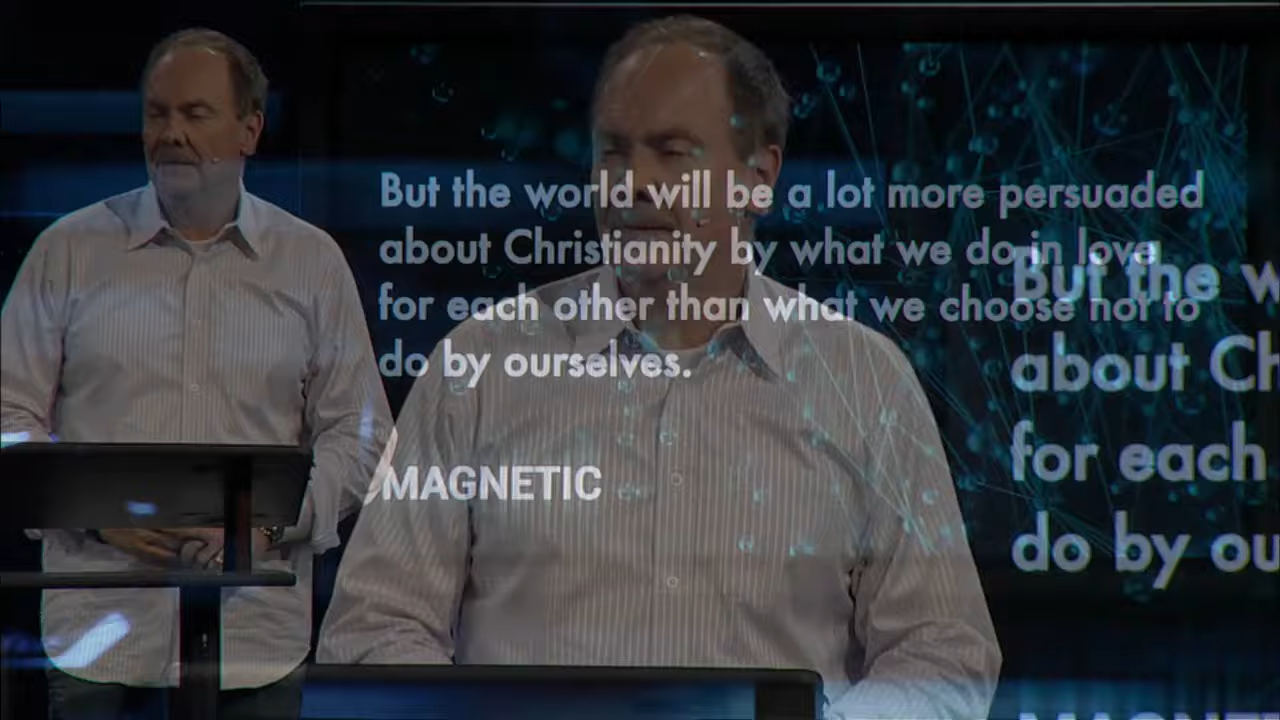 But the world will be a lot more persuaded
about Christianity by what we do in love
for each other than what we choose not to
do by ourselves.
MAGNETIC
But the w
about Ch
for each
do by ou
MAGNET